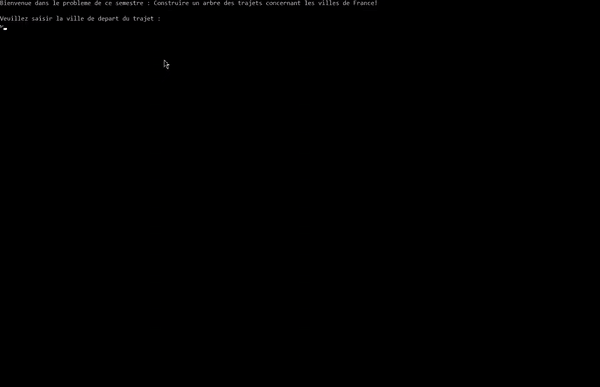 Bienvenue dans le probleme de ce semestre : Construire un arbre des trajets concernant les villes de France!
Veuillez saisir la ville de depart du trajet :